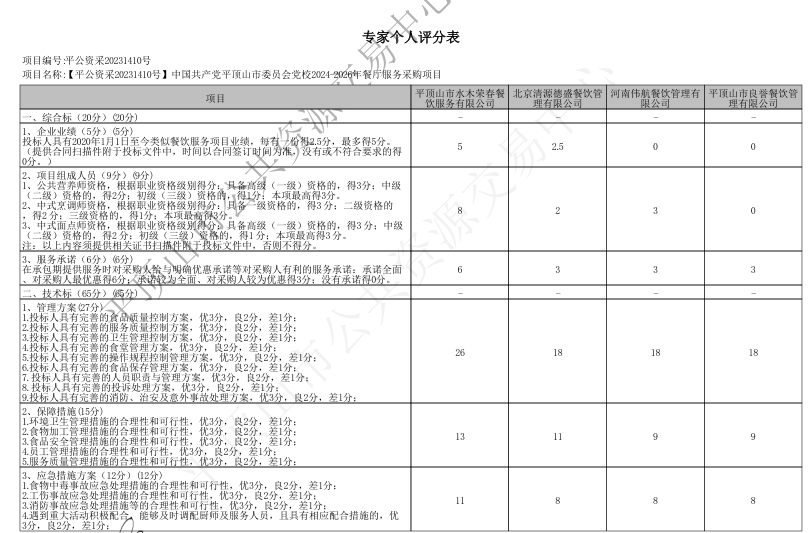 专家个人评分表
项目编号:平公资采20231410号
项目名称:【平公资采20231410号】中国共产党平顶山市委员会党校2024-2026年餐厅服务采购项目
项目 平顶山市水木荣春餐饮服务有限公司 北京清源德盛餐饮管理有限公司 河南伟航餐饮管理有限公司 平顶山市良誉餐饮管理有限公司
一、综合标（20分）(20分) – – – –
1、企业业绩（5分）(5分)
投标人具有2020年1月1日至今类似餐饮服务项目业绩，每有一份得2.5分，最多得5分。
（提供合同扫描件附于投标文件中，时间以合同签订时间为准，没有或不符合要求的得
0分。）
5 2.5 0 0
2、项目组成人员（9分）(9分)
1、公共营养师资格，根据职业资格级别得分；具备高级（一级）资格的，得3分；中级
（二级）资格的，得2分；初级（三级）资格的，得1分；本项最高得3分。
2、中式烹调师资格，根据职业资格级别得分；具备一级资格的，得3 分；二级资格的
，得2 分；三级资格的，得1分；本项最高得3分。
3、中式面点师资格，根据职业资格级别得分；具备高级（一级）资格的，得3 分；中级
（二级）资格的，得2 分；初级（三级）资格的，得1 分；本项最高得3 分。
注：以上内容须提供相关证书扫描件附于投标文件中，否则不得分。
8 2 3 0
3、服务承诺（6分）(6分)
在承包期提供服务时对采购人给与明确优惠承诺等对采购人有利的服务承诺：承诺全面
、对采购人最优惠得6分；承诺较为全面、对采购人较为优惠得3分；没有承诺得0分。
6 3 3 3
二、技术标（65分）(65分) – – – –
1、管理方案(27分)
1.投标人具有完善的食品质量控制方案，优3分，良2分，差1分；
2.投标人具有完善的服务质量控制方案，优3分，良2分，差1分；
3.投标人具有完善的卫生管理控制方案，优3分，良2分，差1分；
4.投标人具有完善的食堂管理方案，优3分，良2分，差1分；
5.投标人具有完善的操作规程控制管理方案，优3分，良2分，差1分；
6.投标人具有完善的食品保存管理方案，优3分，良2分，差1分；
7. 投标人具有完善的人员职责与管理方案，优3分，良2分，差1分；
8. 投标人具有完善的投诉处理方案，优3分，良2分，差1分；
9.投标人具有完善的消防、治安及意外事故处理方案，优3分，良2分，差1分；
26 18 18 18
2、保障措施(15分)
1.环境卫生管理措施的合理性和可行性，优3分，良2分，差1分；
2.食物加工管理措施的合理性和可行性，优3分，良2分，差1分；
3.食品安全管理措施的合理性和可行性，优3分，良2分，差1分；
4.员工管理措施的合理性和可行性，优3分，良2分，差1分；
5.服务质量管理措施的合理性和可行性，优3分，良2分，差1分；
13 11 9 9
3、应急措施方案（12分）(12分)
1.食物中毒事故应急处理措施的合理性和可行性，优3分，良2分，差1分；
2.工伤事故应急处理措施的合理性和可行性，优3分，良2分，差1分；
3.消防事故应急处理措施等的合理性和可行性，优3分，良2分，差1分；
4.遇到重大活动积极配合，能够及时调配厨师及服务人员，且具有相应配合措施的，优
3分，良2分，差1分；
11 8 8 8
平顶山市公共资源交易中心
平顶山市公共资源交易中心